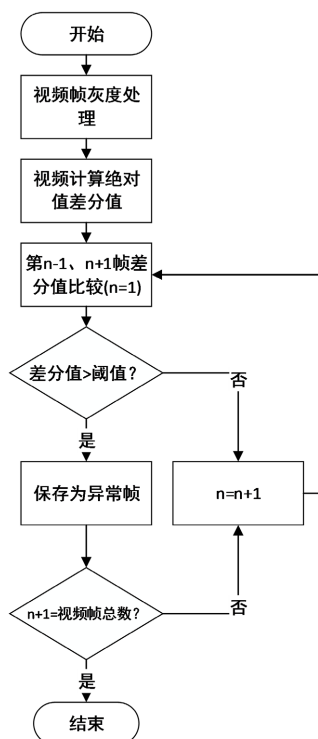 开始
视频帧灰度处
理
视频计算绝对
值差分值
第n-1、n+1帧差
分值比较(n=1)
差分值>阈值?
否
是
保存为异常帧
n=n+1
n+1=视频帧总数?
否
是
结束